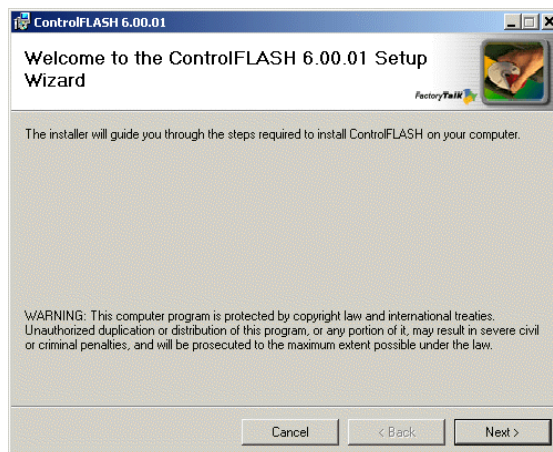 ControlFLASH 6.00.01
Welcome to the ControlFLASH 6.00.01 Setup
Wizard
FactoryTalk
The installer will guide you through the steps required to install ControlFLASH on your computer.
WARNING: This computer program is protected by copyright law and international treaties.
Unauthorized duplication or distribution of this program, or any portion of it, may result in severe civil
or criminal penalties, and will be prosecuted to the maximum extent possible under the law.
Cancel
< Back
Next >